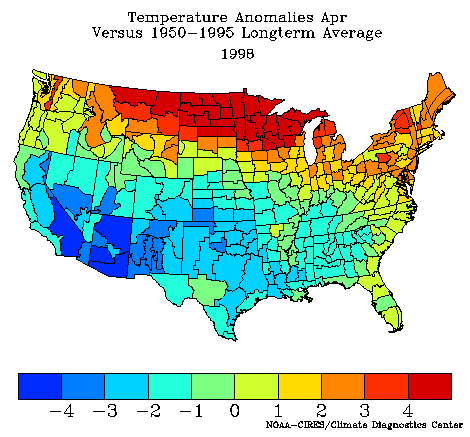 Temperature Anomalies Apr
Versus 1950-1995 Longterm Average
1998
-4 -3 -2 -1 0 1 2 3 4
NOAA-CIRES/Climate Diagnostics Center